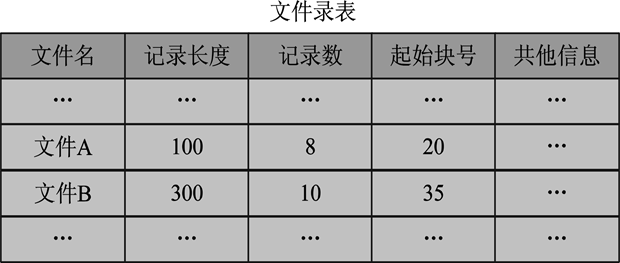 文件录表
文件名 记录长度 记录数 起始块号 共他信息
… … … … …
文件A 100 8 20 …
文件B 300 10 35 …
… … … … …